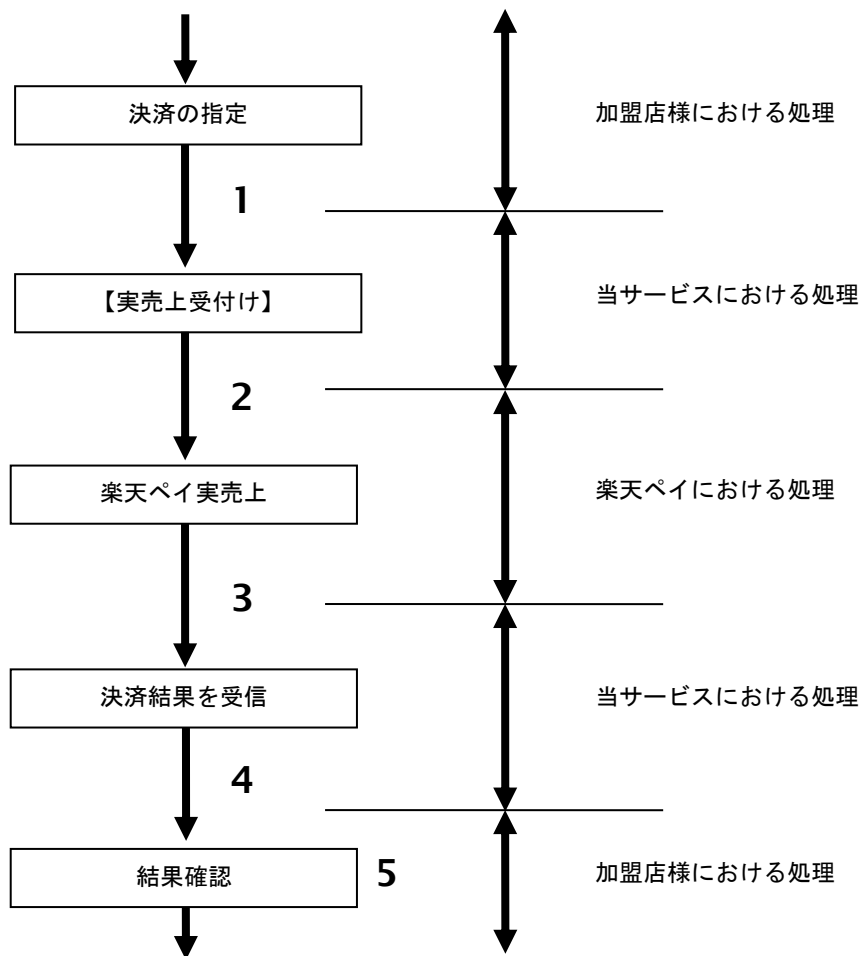 決済の指定
加盟店様における処理
1
【実売上受付け】
当サービスにおける処理
2
楽天ペイ実売上
楽天ペイにおける処理
3
決済結果を受信
当サービスにおける処理
4
結果確認
5
加盟店様における処理